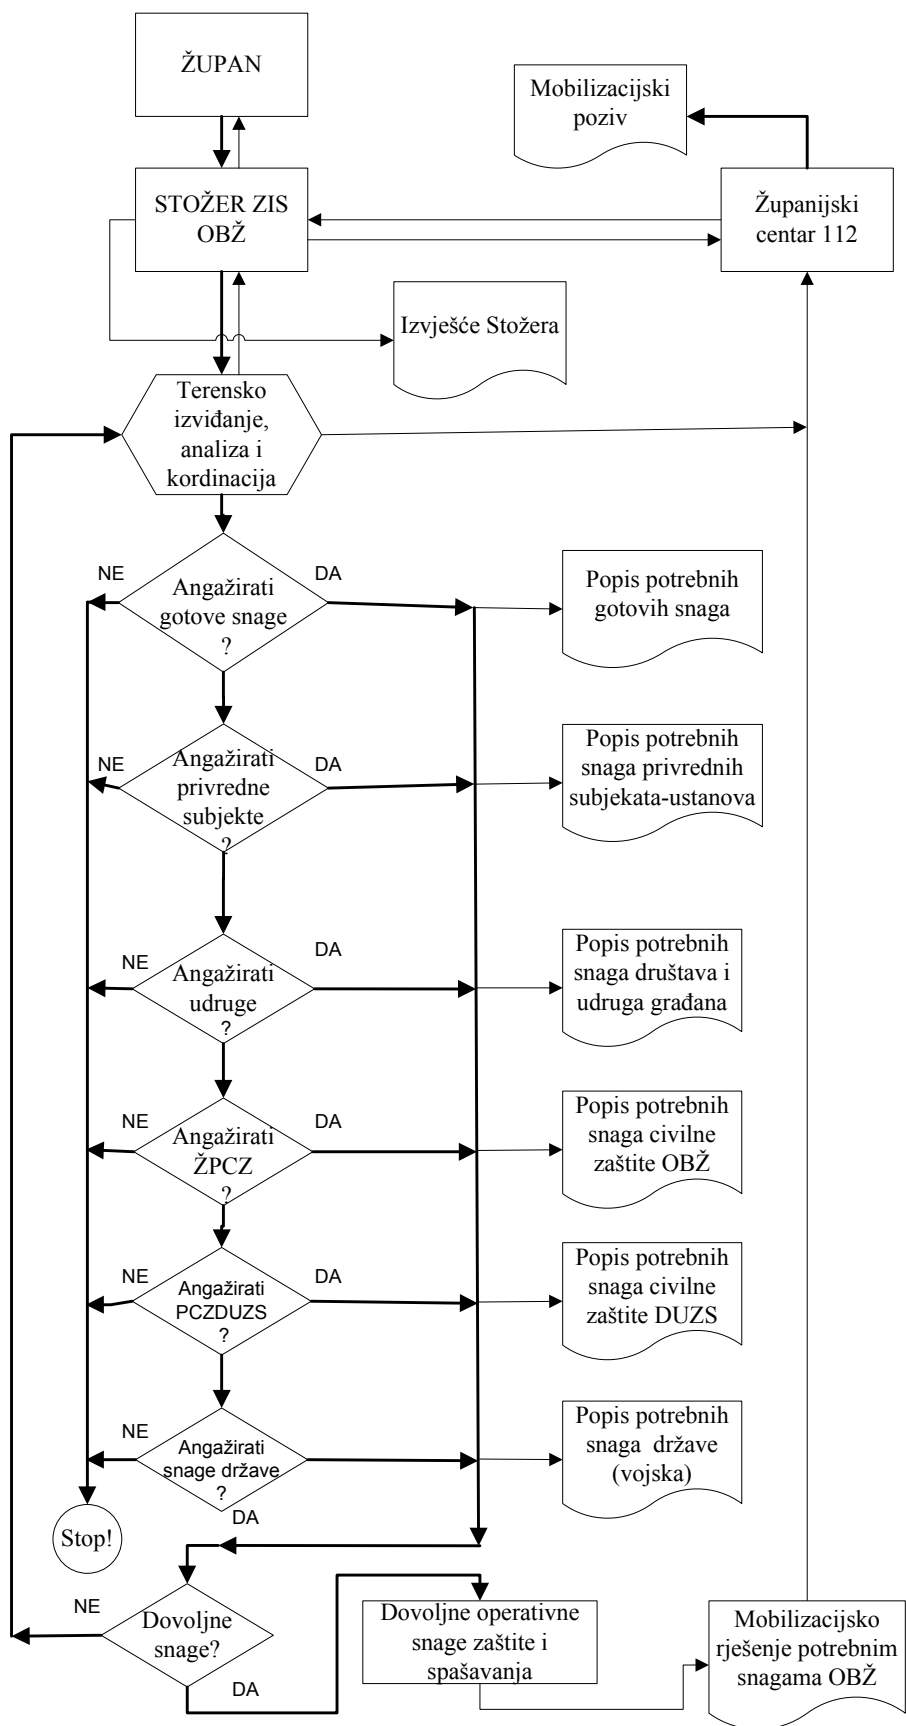 ŽUPAN
Mobilizacijski
poziv
STOŽER ZIS
OBŽ
Županijski
centar 112
Izvješće Stožera
Terensko
izviđanje,
analiza i
kordinacija
NE
DA
Angažirati
gotove snage
?
Popis potrebnih
gotovih snaga
NE
DA
Angažirati
privredne
subjekte
?
Popis potrebnih
snaga privrednih
subjekata-ustanova
NE
DA
Angažirati
udruge
?
Popis potrebnih
snaga društava i
udruga građana
NE
DA
Angažirati
ŽPCZ
?
Popis potrebnih
snaga civilne
zaštite OBŽ
NE
DA
Angažirati
PCZDUZS
?
Popis potrebnih
snaga civilne
zaštite DUZS
NE
Angažirati
snage države
?
DA
Popis potrebnih
snaga države
(vojska)
Stop!
NE
Dovoljne
snage?
DA
Dovoljne operativne
snage zaštite i
spašavanja
Mobilizacijsko
rješenje potrebnim
snagama OBŽ